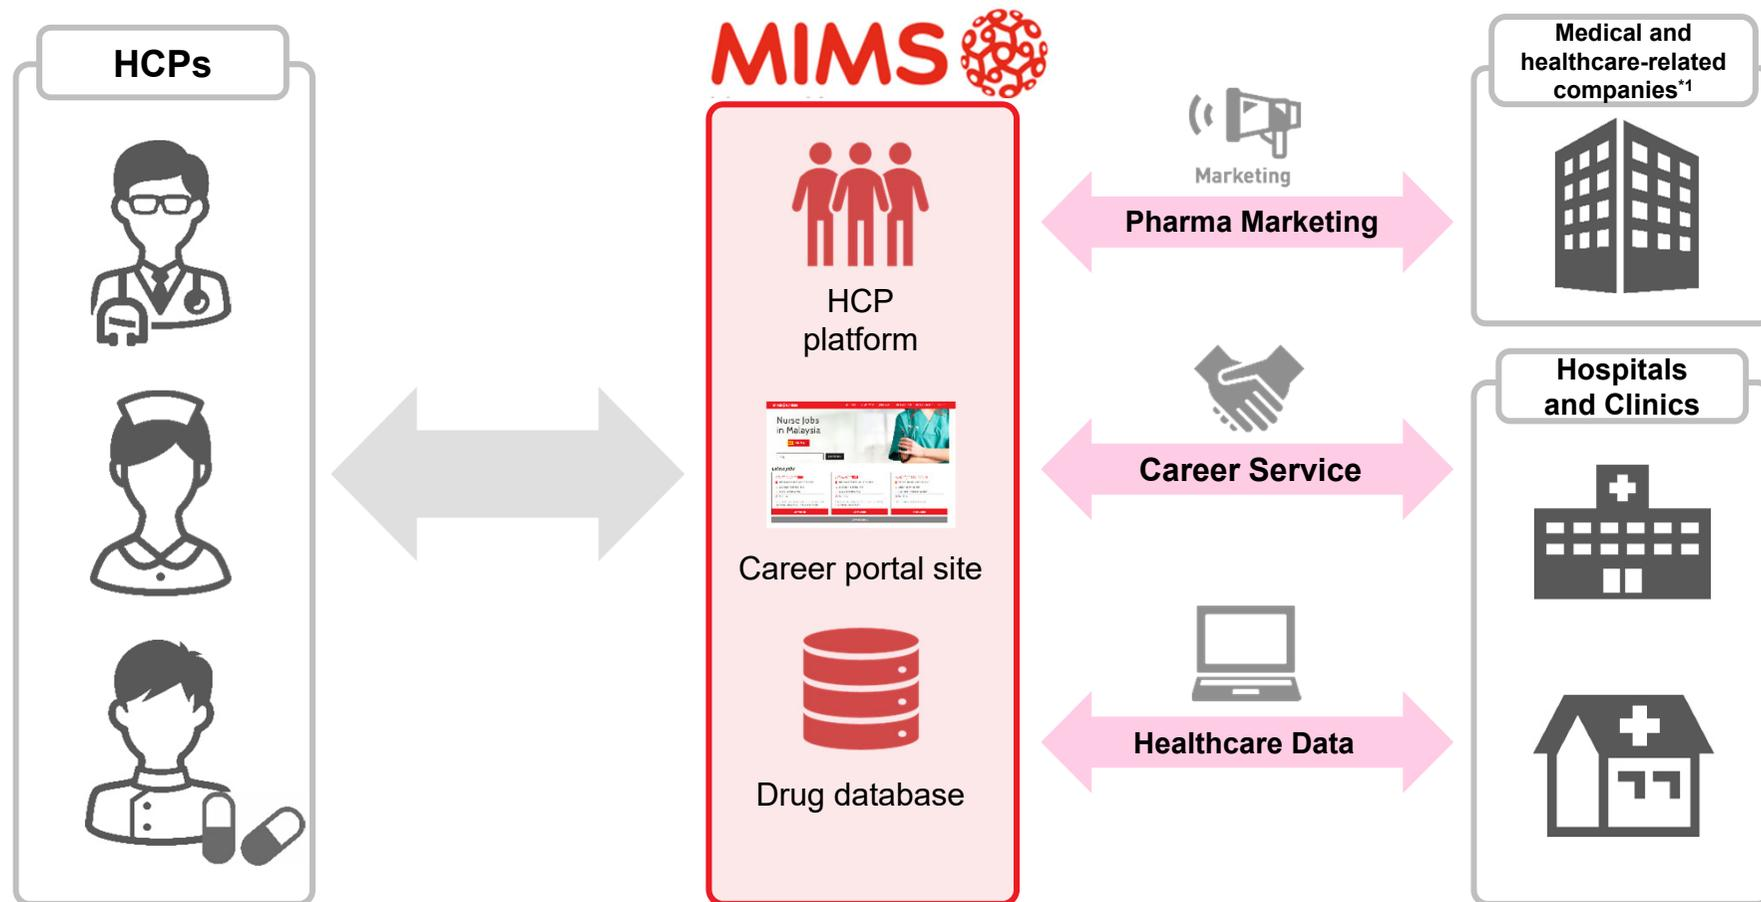 HCPs
MIMS
HCP
platform
Nurse Jobs
in Malaysia
Career portal site
Drug database
Marketing
Pharma Marketing
Career Service
Healthcare Data
Medical and
healthcare-related
companies*1
Hospitals
and Clinics